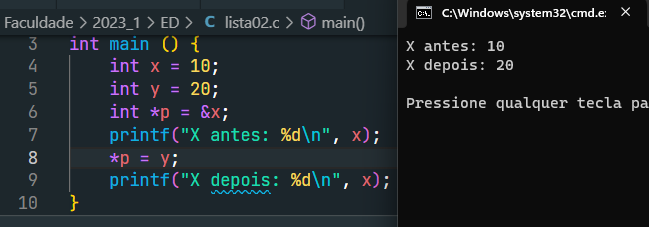 Faculdade > 2023_1 > ED > lista02.c > main()
3 int main () {
4 int x = 10;
5 int y = 20;
6 int *p = &x;
7 printf("X antes: %d\n", x);
8 *p = y;
9 printf("X depois: %d\n", x);
10 }
C:\Windows\system32\cmd.e
X antes: 10
X depois: 20
Pressione qualquer tecla pa